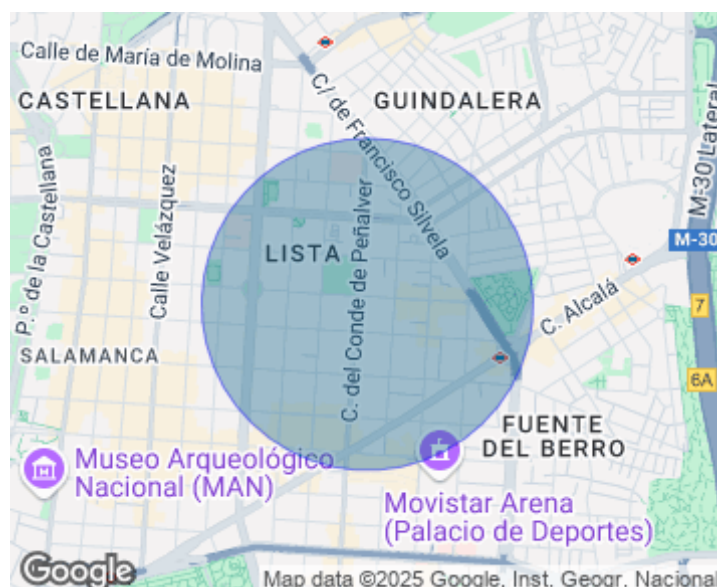 Calle de María de Molina
CASTELLANA
C/ de Francisco Silvela
GUINDALERA
M-30 Lateral
P.º de la Castellana
Calle Velázquez
LISTA
C. del Conde de Peñalver
M-30
C. Alcalá
7
SALAMANCA
6A
FUENTE
DEL BERRO
Museo Arqueológico
Nacional (MAN)
Movistar Arena
(Palacio de Deportes)
Google
Map data ©2025 Google, Inst. Geogr. Nacional